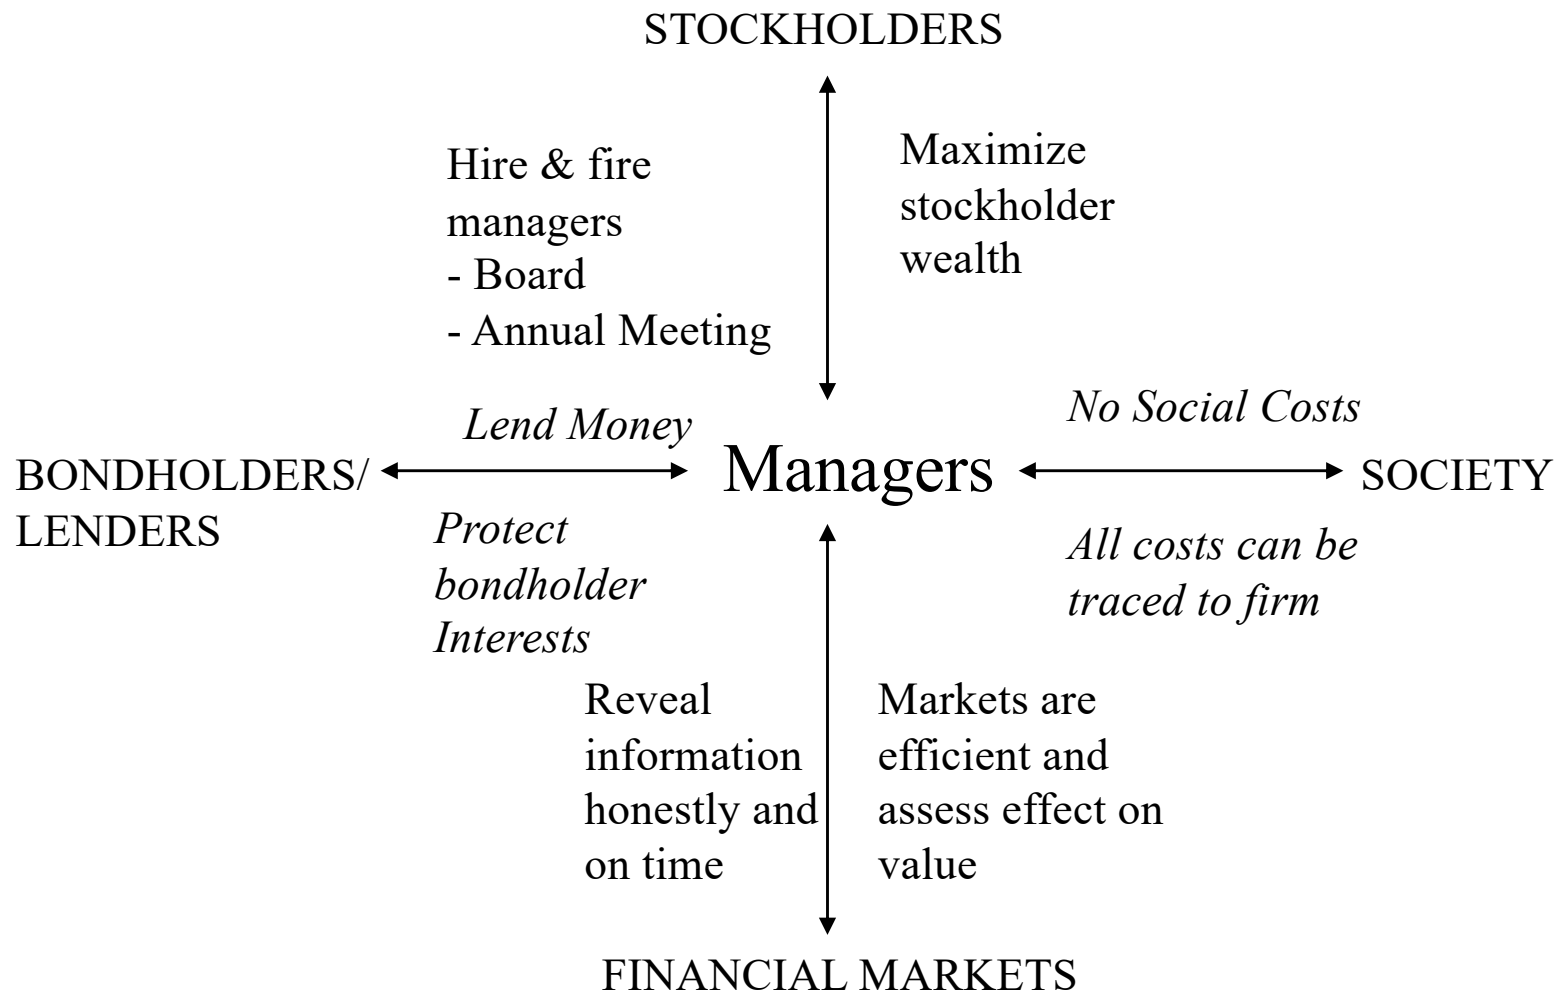 STOCKHOLDERS
Hire & fire
managers
- Board
- Annual Meeting
Maximize
stockholder
wealth
Lend Money
No Social Costs
BONDHOLDERS/
LENDERS
Managers
SOCIETY
Protect
bondholder
Interests
All costs can be
traced to firm
Reveal
information
honestly and
on time
Markets are
efficient and
assess effect on
value
FINANCIAL MARKETS